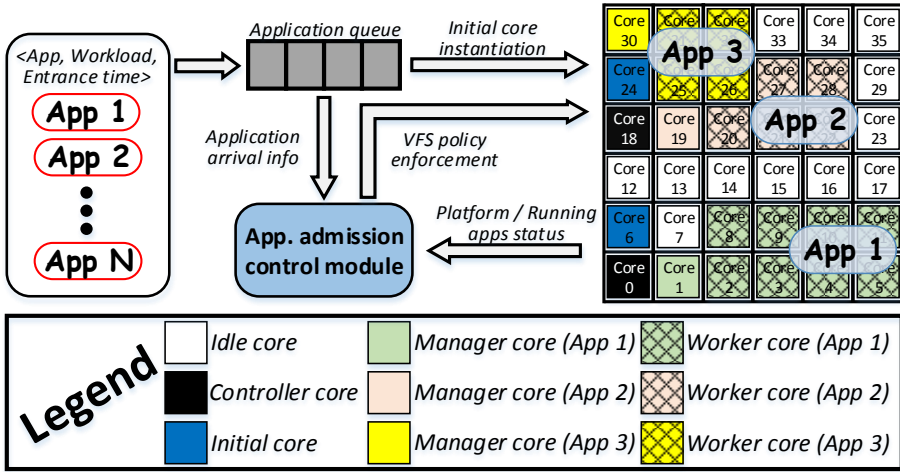 <App, Workload,
Entrance time>
App 1
App 2
App N
Application queue
Initial core
instantiation
Application
arrival info
VFS policy
enforcement
Platform / Running
apps status
App. admission
control module
Core 30
Core
Core
Core 33
Core 34
Core 35
App 3
Core 24
25
26
Core 27
Core 28
Core 29
Core 18
Core 19
Core 20
App 2
Core 23
Core 12
Core 13
Core 14
Core 15
Core 16
Core 17
Core 6
Core 7
Core 8
Core 9
Core
Core
App 1
Core 0
Core 1
Core 2
Core 3
Core 4
Core 5
Legend
Idle core
Manager core (App 1)
Worker core (App 1)
Controller core
Manager core (App 2)
Worker core (App 2)
Initial core
Manager core (App 3)
Worker core (App 3)